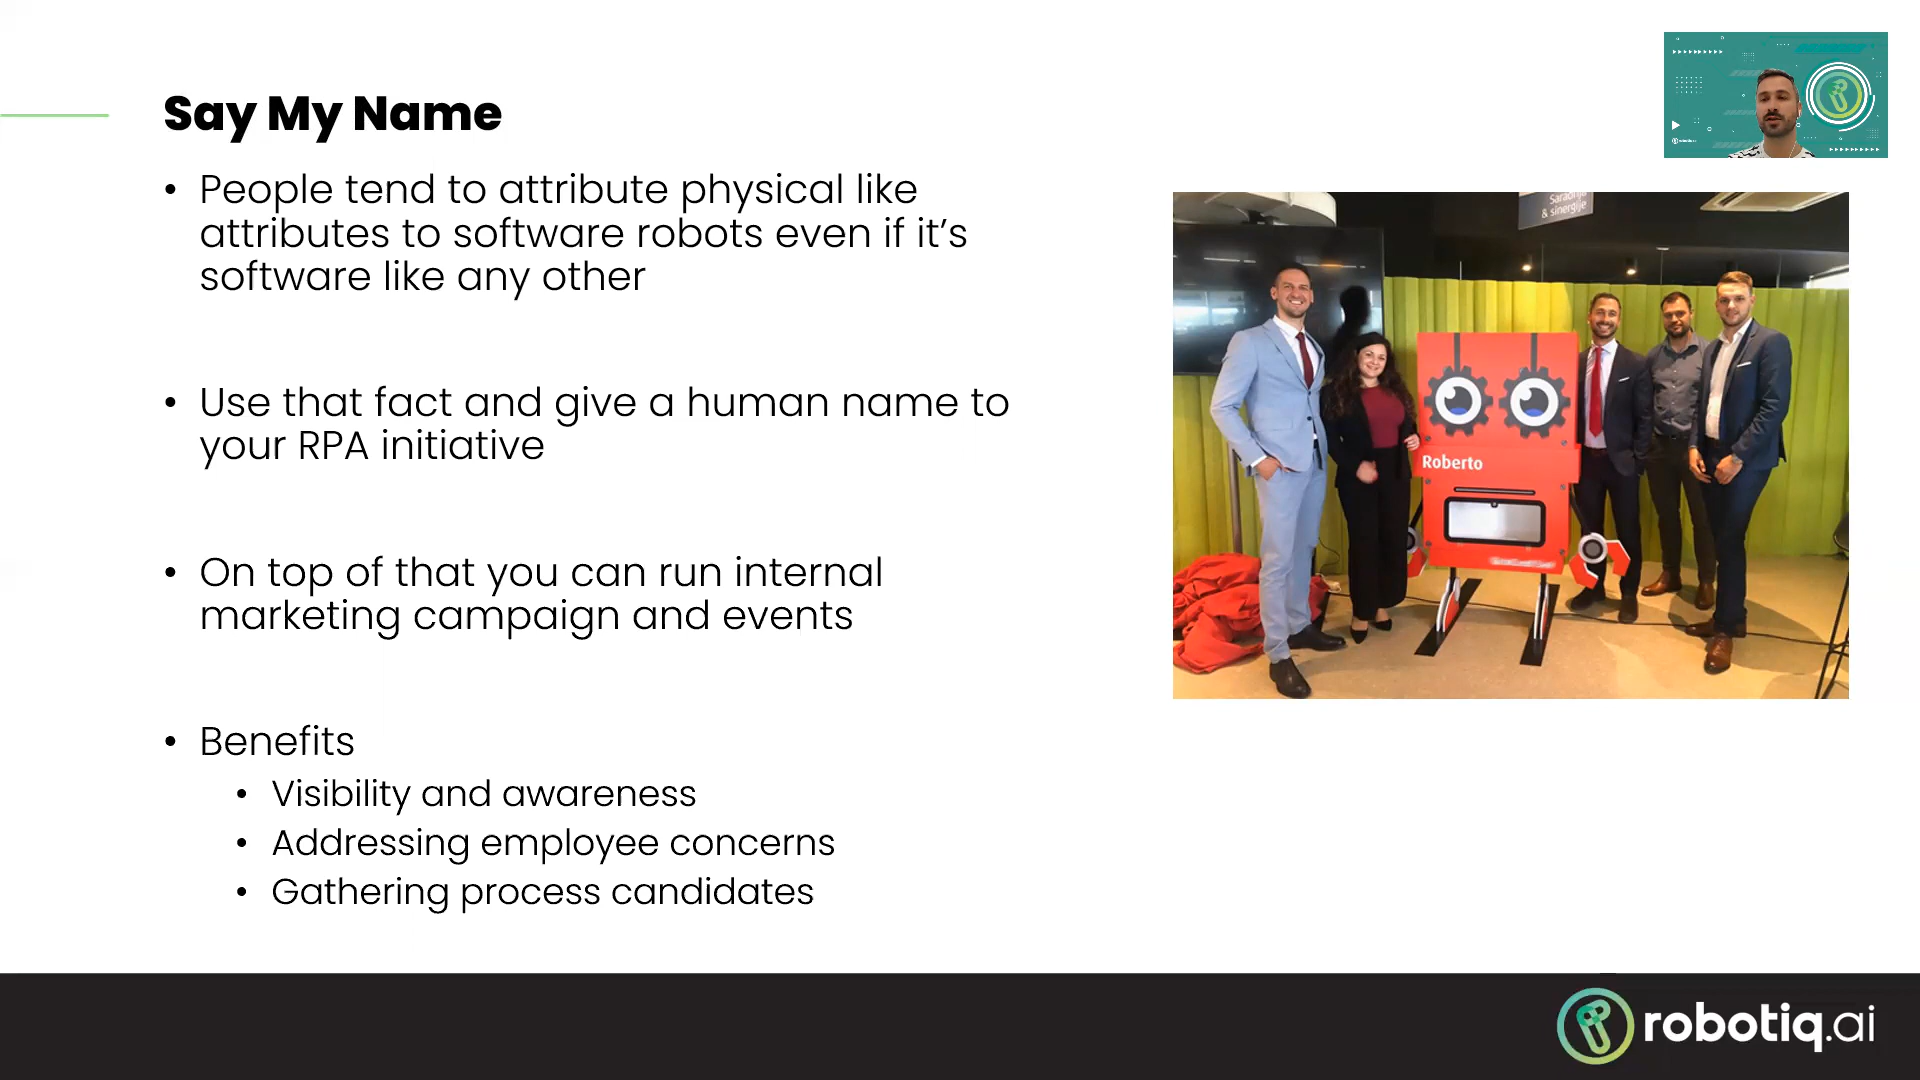 Say My Name
• People tend to attribute physical like
attributes to software robots even if it’s
software like any other
• Use that fact and give a human name to
your RPA initiative
• On top of that you can run internal
marketing campaign and events
• Benefits
• Visibility and awareness
• Addressing employee concerns
• Gathering process candidates
& sinergije
Roberto
robotiq.ai